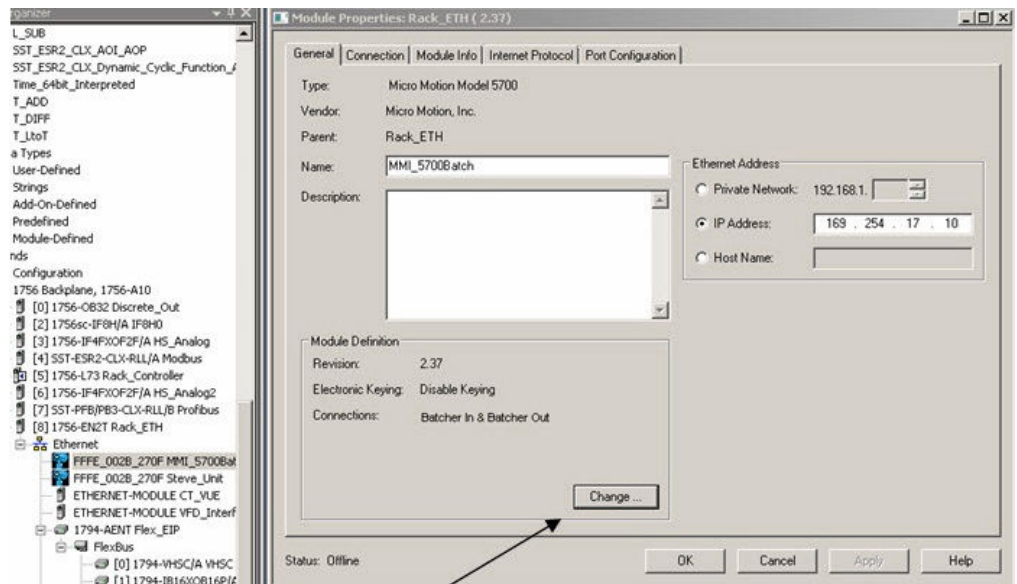 rganizer
L_SUB
SST_ESR2_CLX_AOI_AOP
SST_ESR2_CLX_Dynamic_Cyclic_Function_
Time_64bit_Interpreted
T_ADD
T_DIFF
T_LtoT
a Types
User-Defined
Strings
Add-On-Defined
Predefined
Module-Defined
nds
Configuration
1756 Backplane, 1756-A10
[0] 1756-OB32 Discrete_Out
[2] 1756sc-IF8H/A IF8H0
[3] 1756-IF4FXOF2F/A HS_Analog
[4] SST-ESR2-CLX-RLL/A Modbus
[5] 1756-L73 Rack_Controller
[6] 1756-IF4FXOF2F/A HS_Analog2
[7] SST-PFB/PB3-CLX-RLL/B Profibus
[8] 1756-EN2T Rack_ETH
Ethernet
FFFE_002B_270F MMI_5700Bat
FFFE_002B_270F Steve_Unit
ETHERNET-MODULE CT_VUE
ETHERNET-MODULE VFD_Interf
1794-AENT Flex_EIP
FlexBus
[0] 1794-VHSC/A VHSC
[1] 1794-IB16XOB16P/A
Module Properties: Rack_ETH ( 2.37)
General Connection Module Info Internet Protocol Port Configuration
Type: Micro Motion Model 5700
Vendor: Micro Motion, Inc.
Parent: Rack_ETH
Name: MMI_5700Batch
Description:
Ethernet Address
Private Network: 192.168.1.
IP Address: 169 . 254 . 17 . 10
Host Name:
Module Definition
Revision: 2.37
Electronic Keying: Disable Keying
Connections: Batcher In & Batcher Out
Change ...
Status: Offline
OK Cancel Apply Help